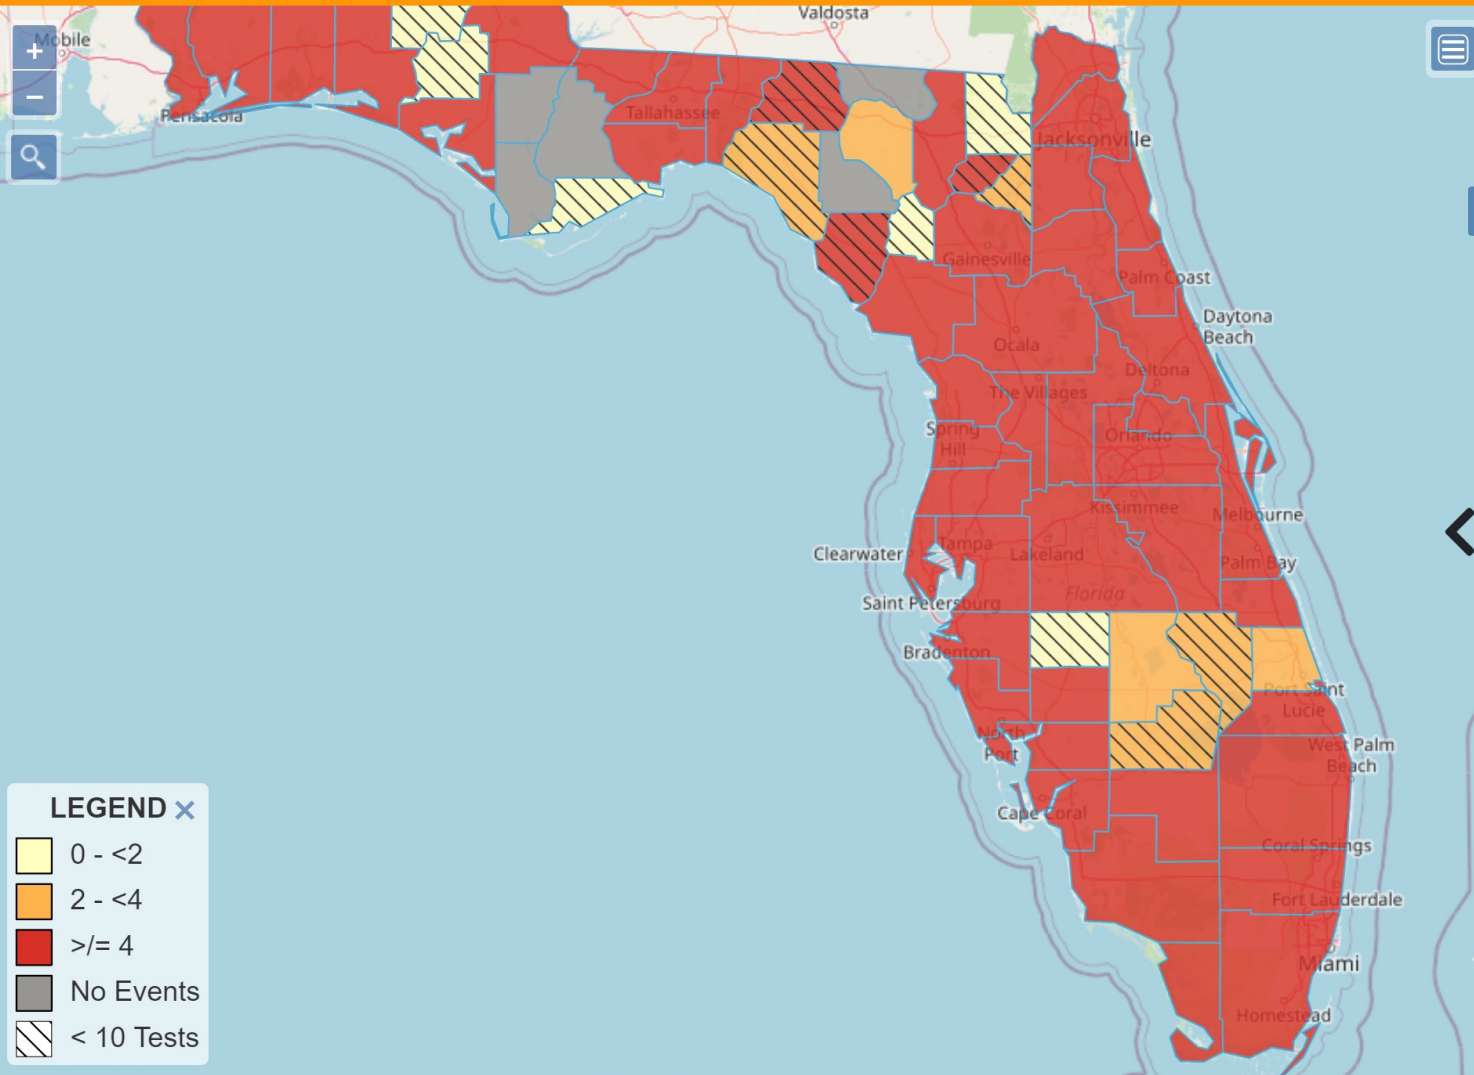 Valdosta
+
Mobile
−
Pensacola
Tallahassee
Jacksonville
Gainesville
Palm Coast
Daytona
Beach
Ocala
Deltona
The Villages
Spring
Hill
Orlando
Kissimmee
Melbourne
Clearwater
Tampa
Lakeland
Palm Bay
Florida
Saint Petersburg
Bradenton
Port Saint
Lucie
North
Port
West Palm
Beach
Cape Coral
Coral Springs
Fort Lauderdale
Miami
Homestead
LEGEND ×
0 - <2
2 - <4
>/= 4
No Events
< 10 Tests